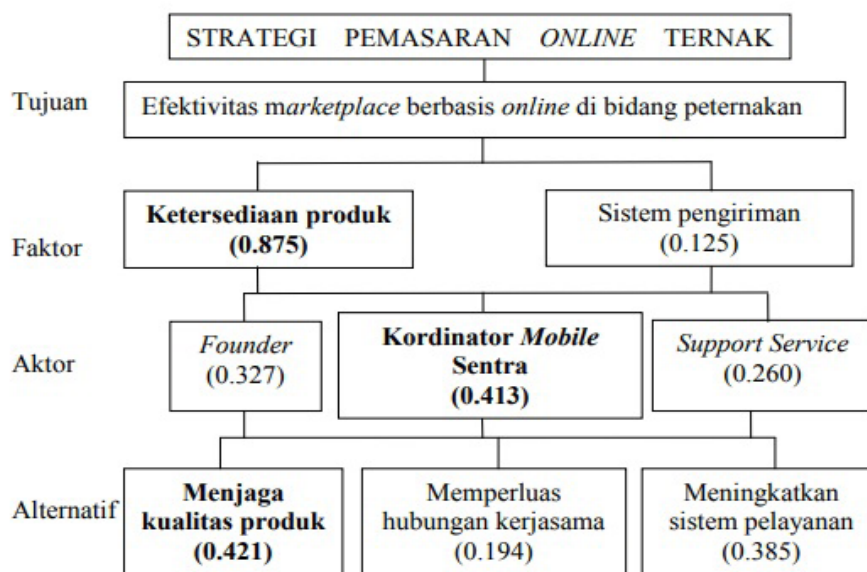 STRATEGI PEMASARAN ONLINE TERNAK
Tujuan
Efektivitas marketplace berbasis online di bidang peternakan
Faktor
Ketersediaan produk
(0.875)
Sistem pengiriman
(0.125)
Aktor
Founder
(0.327)
Kordinator Mobile
Sentra
(0.413)
Support Service
(0.260)
Alternatif
Menjaga
kualitas produk
(0.421)
Memperluas
hubungan kerjasama
(0.194)
Meningkatkan
sistem pelayanan
(0.385)